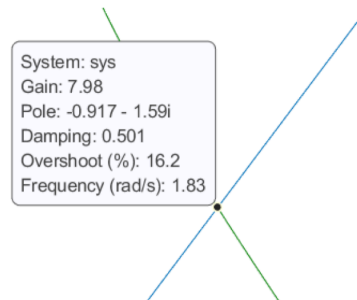 System: sys
Gain: 7.98
Pole: -0.917 - 1.59i
Damping: 0.501
Overshoot (%): 16.2
Frequency (rad/s): 1.83